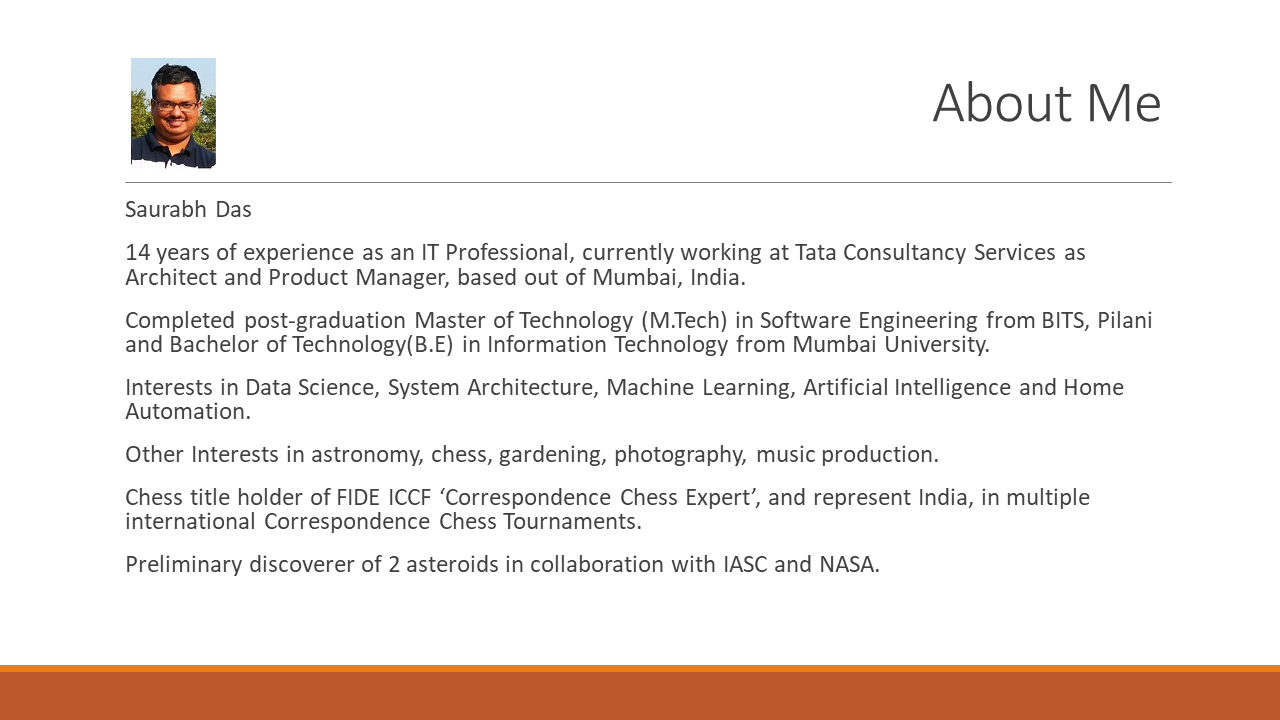 About Me
Saurabh Das
14 years of experience as an IT Professional, currently working at Tata Consultancy Services as
Architect and Product Manager, based out of Mumbai, India.
Completed post-graduation Master of Technology (M.Tech) in Software Engineering from BITS, Pilani
and Bachelor of Technology(B.E) in Information Technology from Mumbai University.
Interests in Data Science, System Architecture, Machine Learning, Artificial Intelligence and Home
Automation.
Other Interests in astronomy, chess, gardening, photography, music production.
Chess title holder of FIDE ICCF ‘Correspondence Chess Expert’, and represent India, in multiple
international Correspondence Chess Tournaments.
Preliminary discoverer of 2 asteroids in collaboration with IASC and NASA.